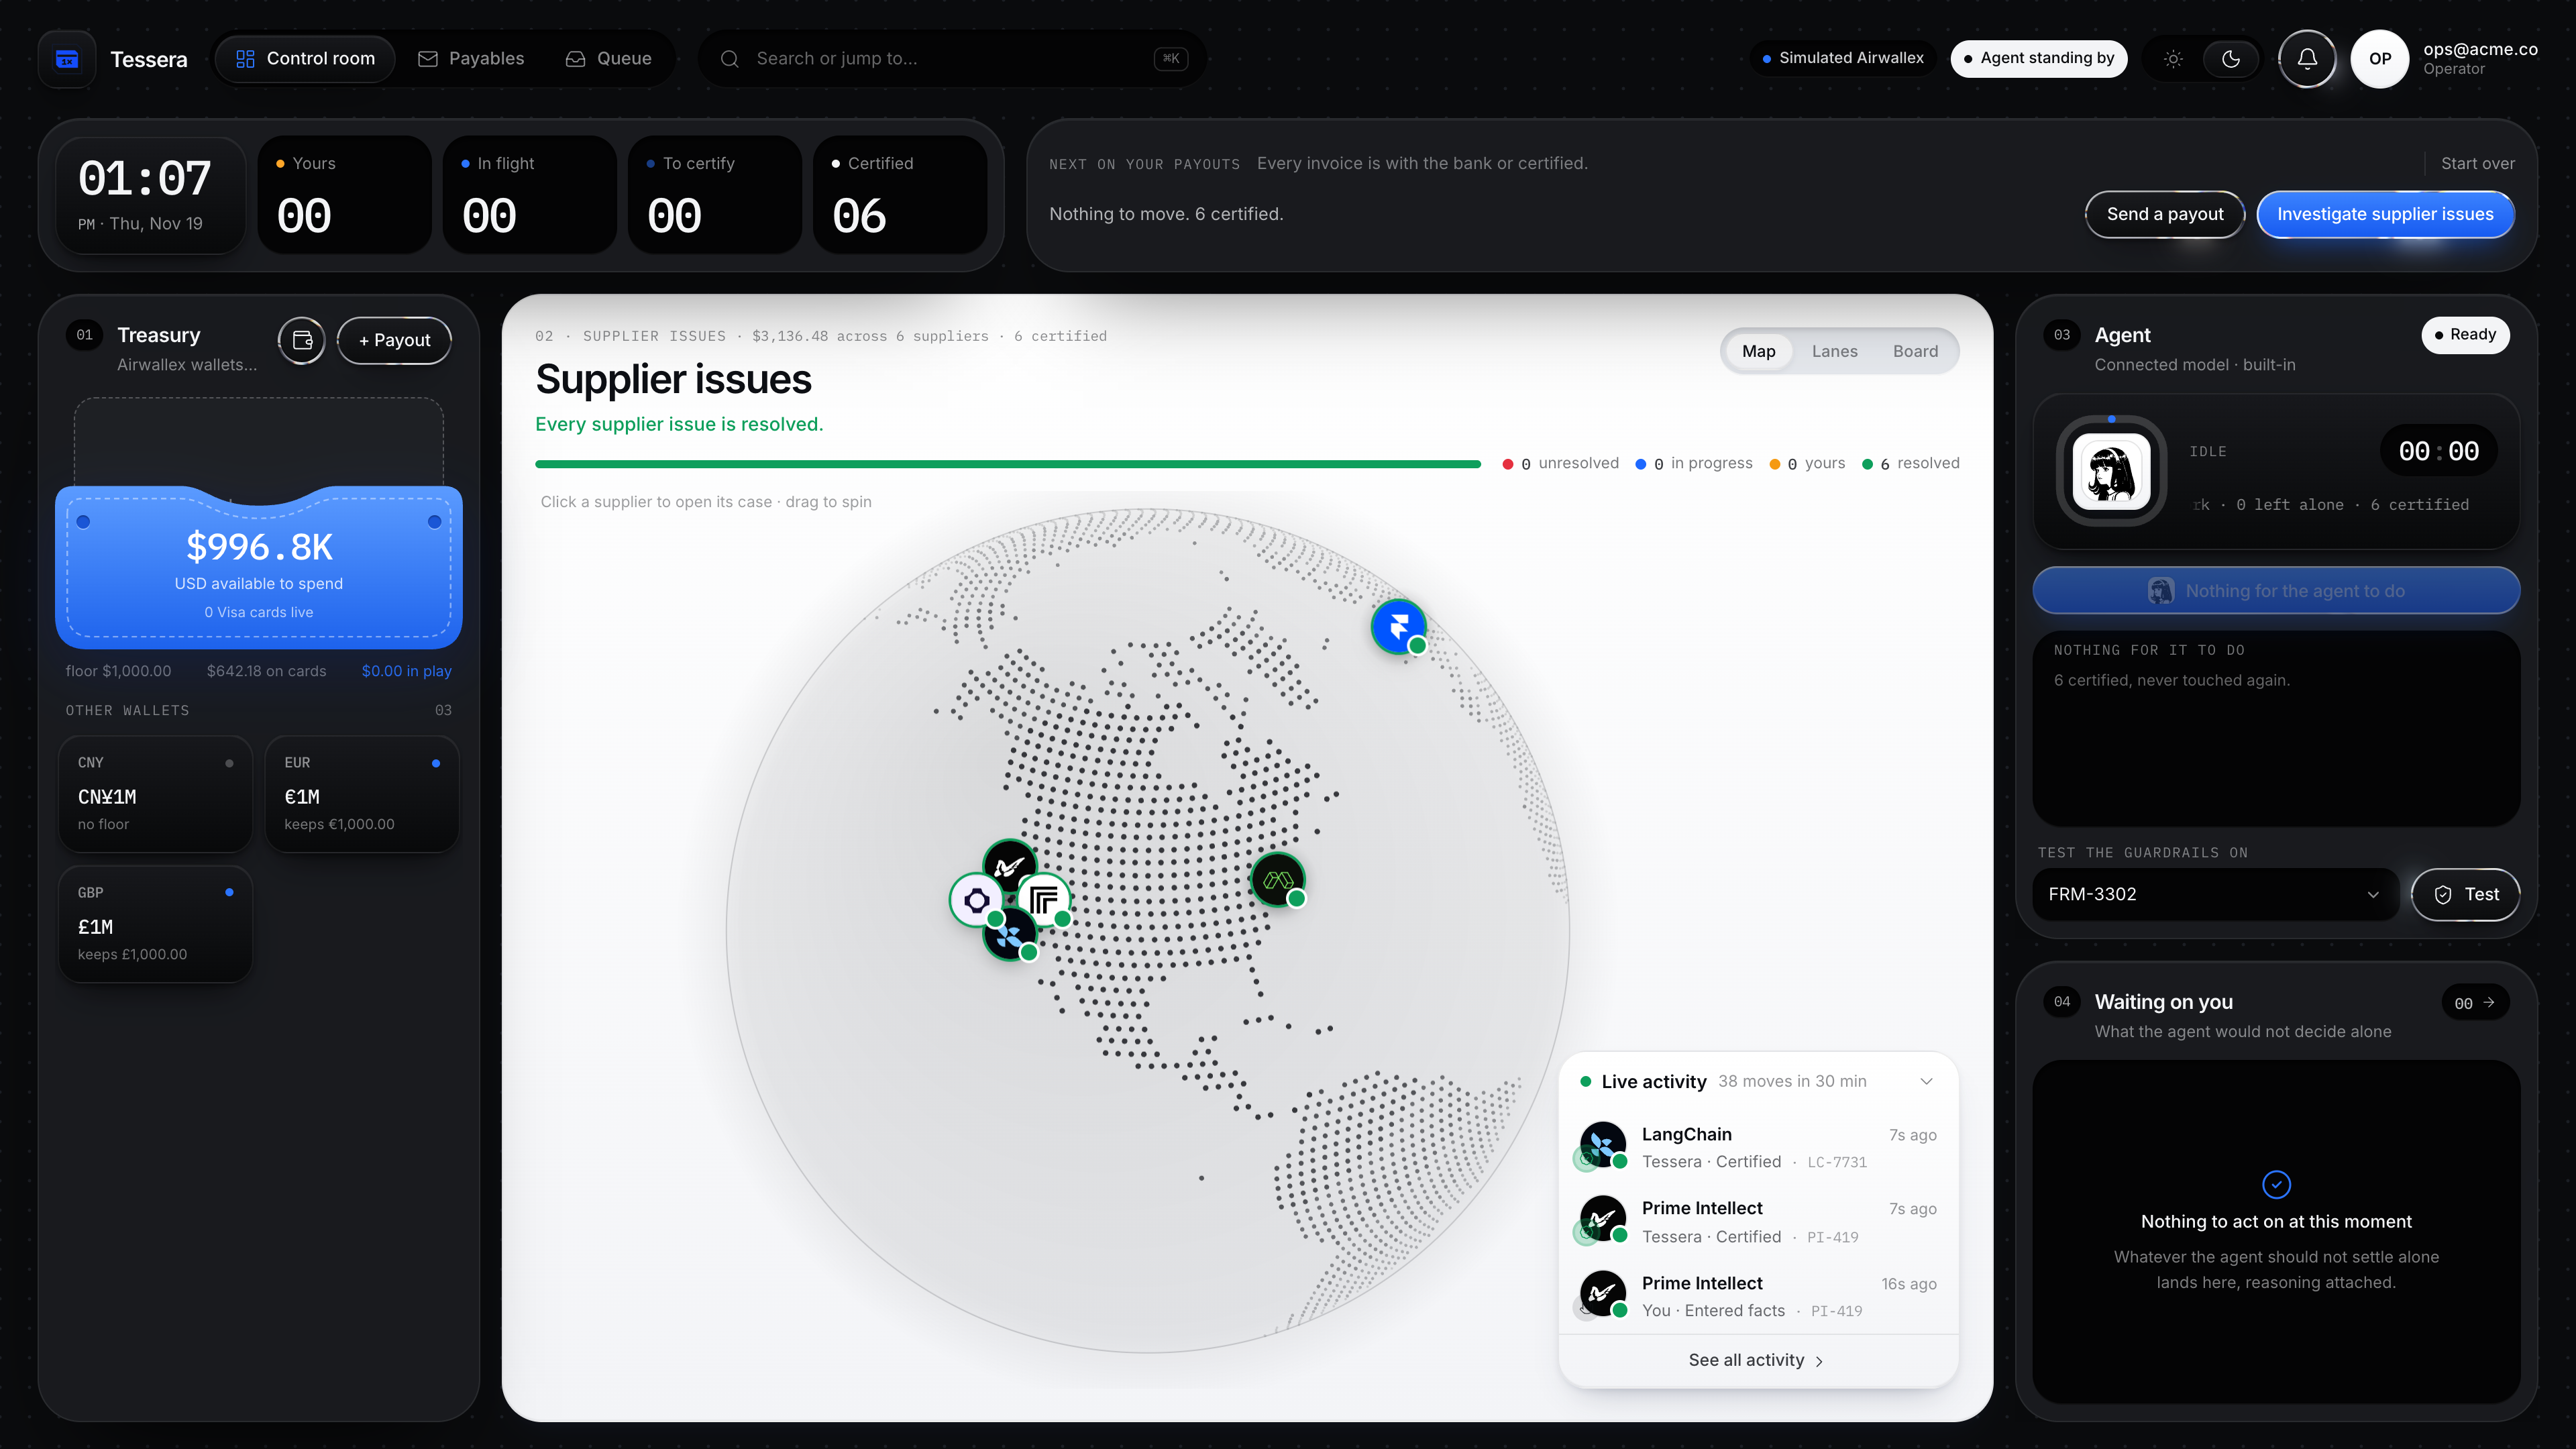 Tessera
Control room
Payables
Queue
Search or jump to...
⌘K
Simulated Airwallex
Agent standing by
OP
ops@acme.co
Operator
01:07
PM · Thu, Nov 19
Yours
00
In flight
00
To certify
00
Certified
06
NEXT ON YOUR PAYOUTS Every invoice is with the bank or certified.
Start over
Nothing to move. 6 certified.
Send a payout
Investigate supplier issues
01
Treasury
Airwallex wallets...
+ Payout
$996.8K
USD available to spend
0 Visa cards live
floor $1,000.00
$642.18 on cards
$0.00 in play
OTHER WALLETS
03
CNY
CN¥1M
no floor
EUR
€1M
keeps €1,000.00
GBP
£1M
keeps £1,000.00
02 · SUPPLIER ISSUES · $3,136.48 across 6 suppliers · 6 certified
Supplier issues
Every supplier issue is resolved.
Map
Lanes
Board
0 unresolved
0 in progress
0 yours
6 resolved
Click a supplier to open its case · drag to spin
Live activity 38 moves in 30 min
LangChain
7s ago
Tessera · Certified · LC-7731
Prime Intellect
7s ago
Tessera · Certified · PI-419
Prime Intellect
16s ago
You · Entered facts · PI-419
See all activity
03
Agent
Connected model · built-in
Ready
IDLE
00:00
rk · 0 left alone · 6 certified
Nothing for the agent to do
NOTHING FOR IT TO DO
6 certified, never touched again.
TEST THE GUARDRAILS ON
FRM-3302
Test
04
Waiting on you
What the agent would not decide alone
00 →
Nothing to act on at this moment
Whatever the agent should not settle alone
lands here, reasoning attached.